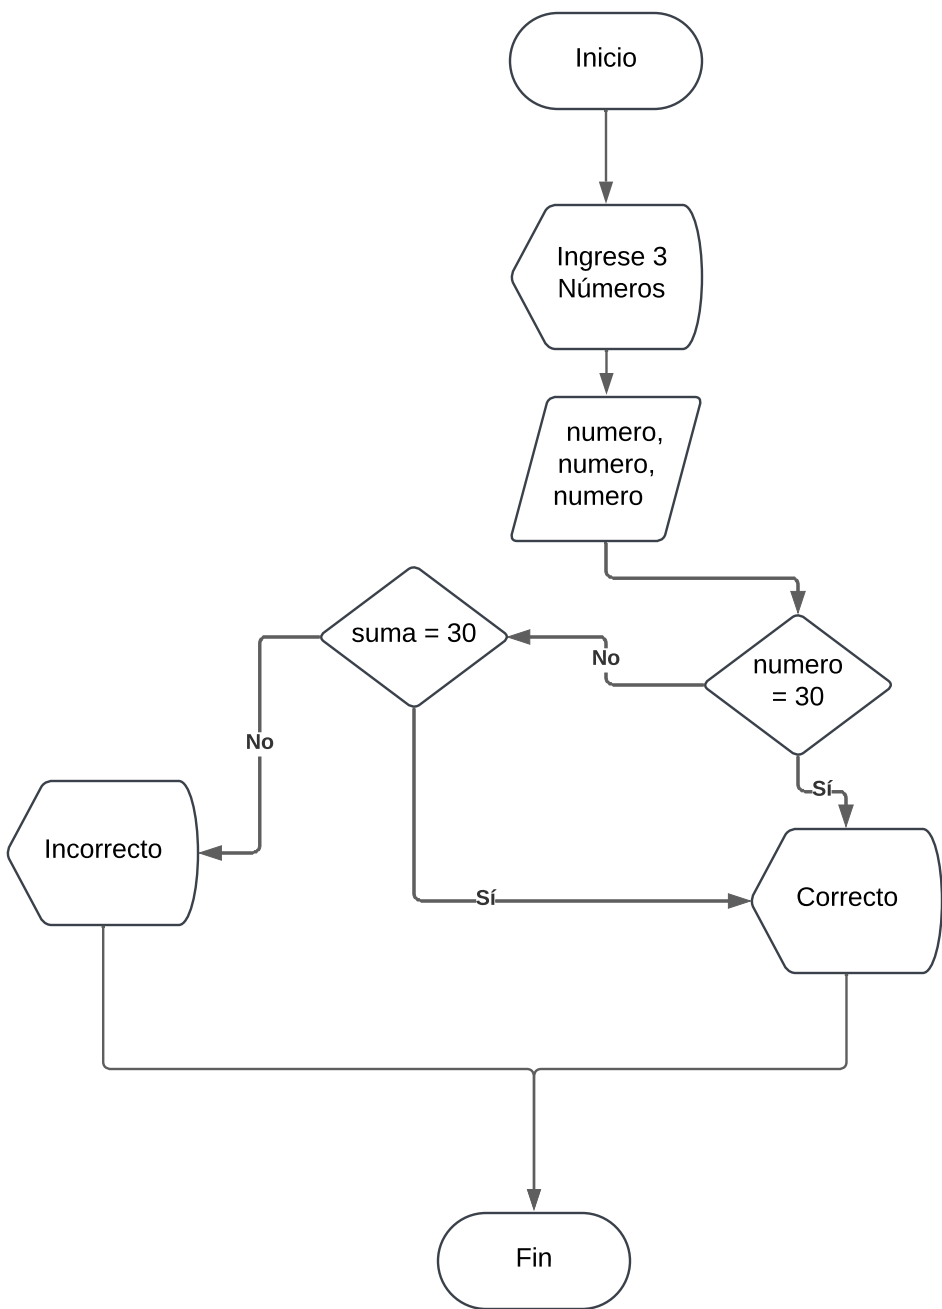 Inicio
Ingrese 3
Números
numero,
numero,
numero
suma = 30
No
numero
= 30
No
Sí
Incorrecto
Sí
Correcto
Fin